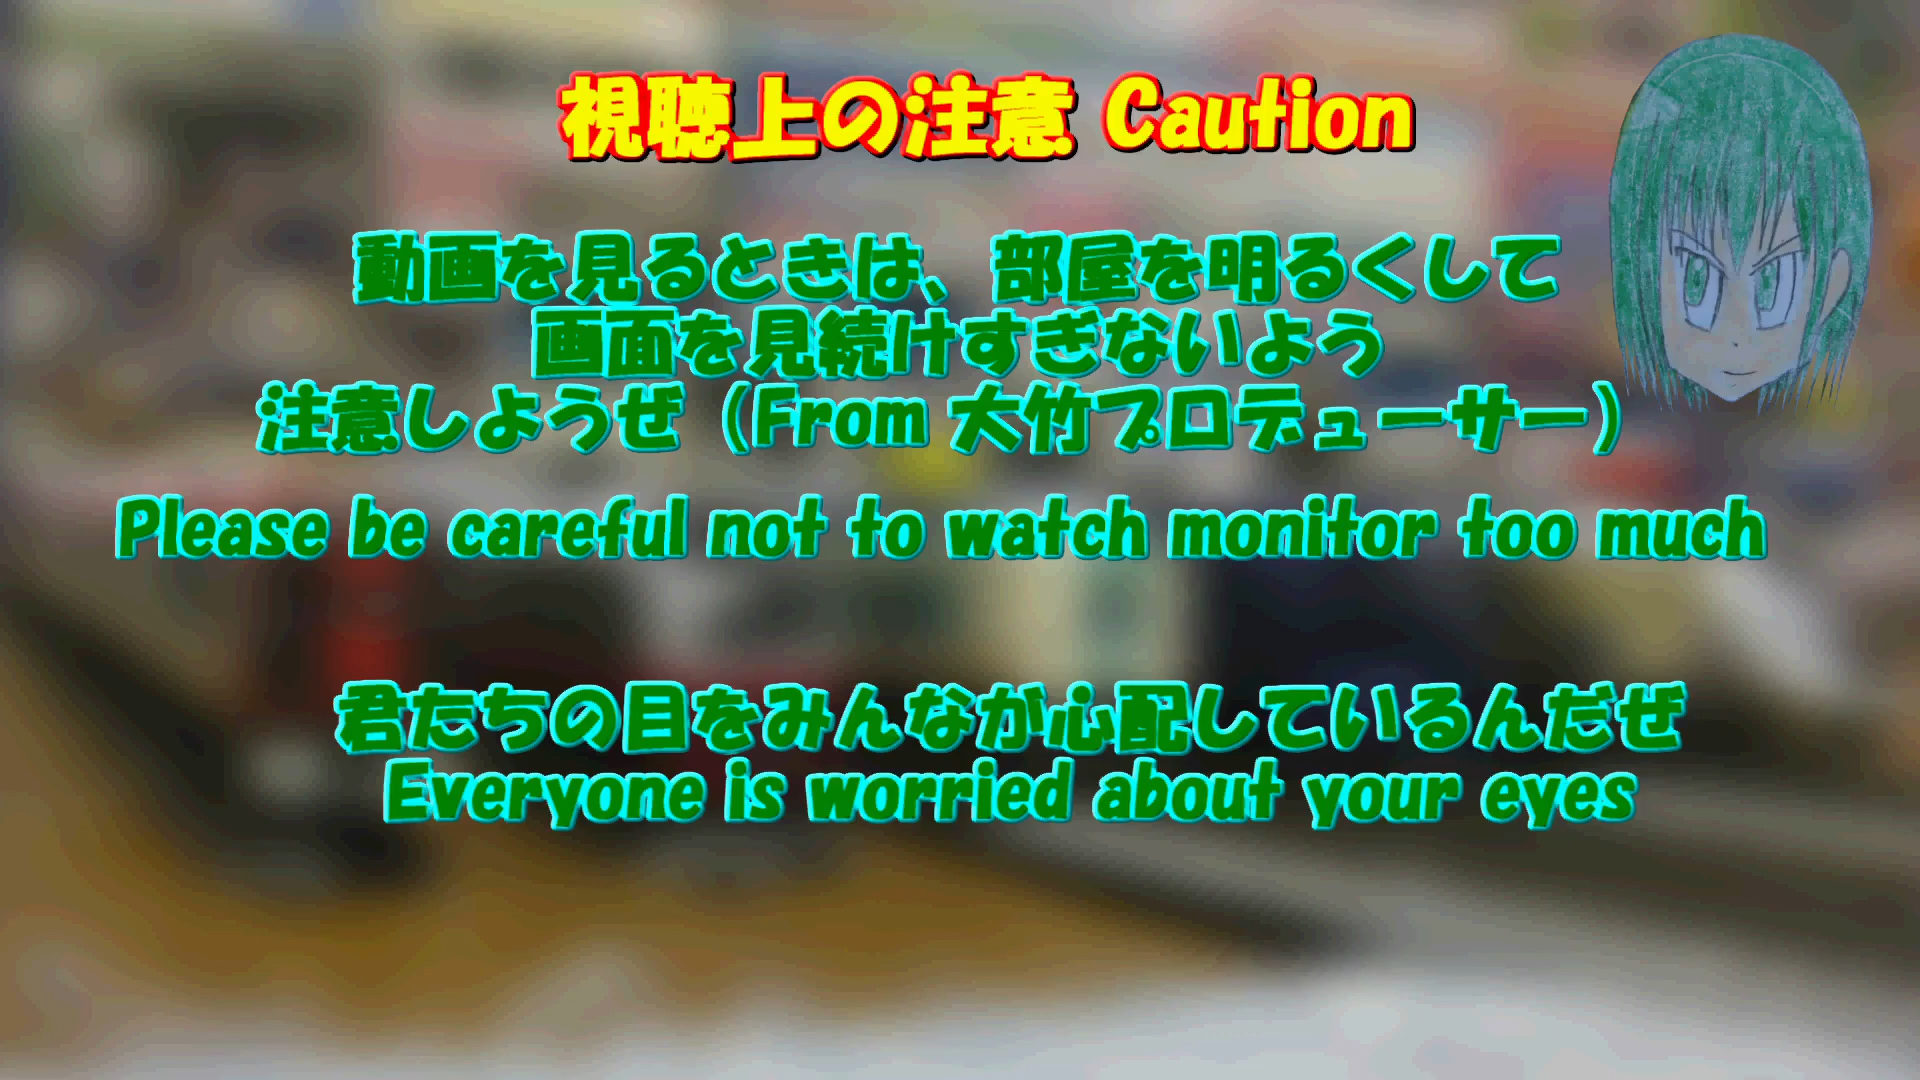 視聴上の注意 Caution
動画を見るときは、部屋を明るくして
画面を見続けすぎないよう
注意しようぜ（From 大竹プロデューサー）
Please be careful not to watch monitor too much
君たちの目をみんなが心配しているんだぜ
Everyone is worried about your eyes